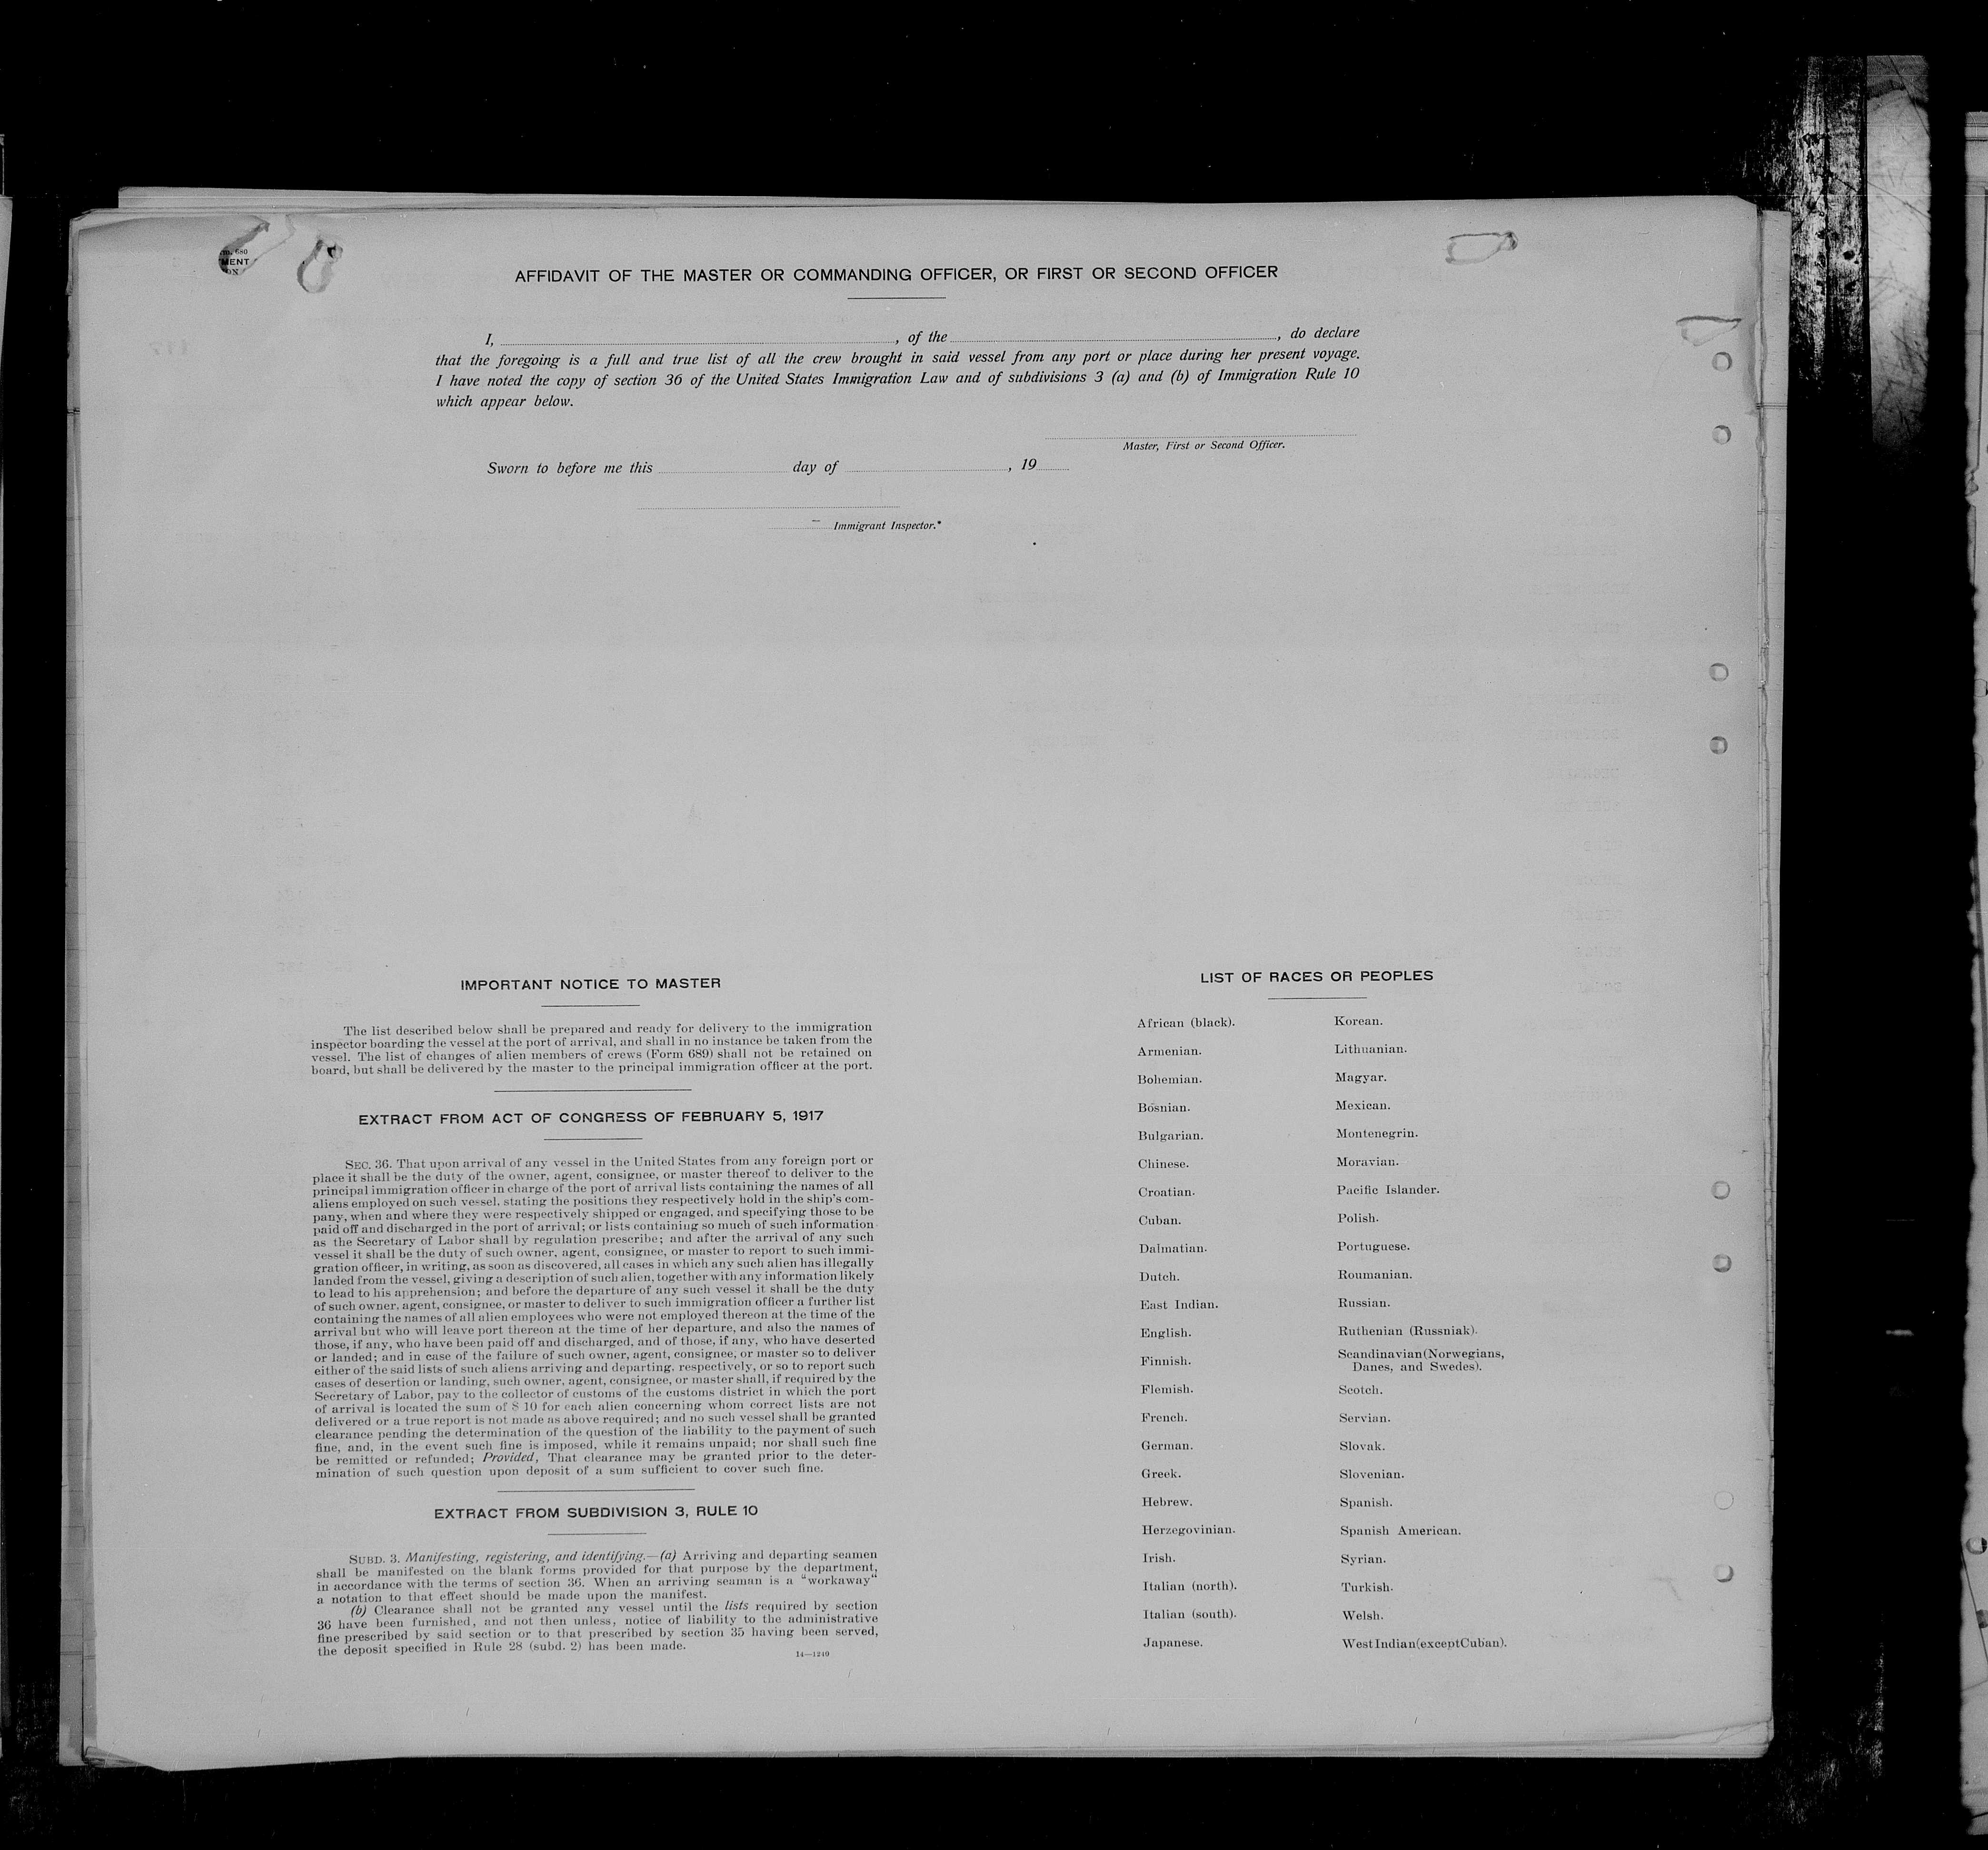 680
MENT
ON
AFFIDAVIT OF THE MASTER OR COMMANDING OFFICER, OR FIRST OR SECOND OFFICER
I, , of the , do declare
that the foregoing is a full and true list of all the crew brought in said vessel from any port or place during her present voyage.
I have noted the copy of section 36 of the United States Immigration Law and of subdivisions 3 (a) and (b) of Immigration Rule 10
which appear below.
Master, First or Second Officer.
Sworn to before me this day of , 19
Immigrant Inspector.*
IMPORTANT NOTICE TO MASTER
The list described below shall be prepared and ready for delivery to the immigration
inspector boarding the vessel at the port of arrival, and shall in no instance be taken from the
vessel. The list of changes of alien members of crews (Form 689) shall not be retained on
board, but shall be delivered by the master to the principal immigration officer at the port.
EXTRACT FROM ACT OF CONGRESS OF FEBRUARY 5, 1917
SEC. 36. That upon arrival of any vessel in the United States from any foreign port or
place it shall be the duty of the owner, agent, consignee, or master thereof to deliver to the
principal immigration officer in charge of the port of arrival lists containing the names of all
aliens employed on such vessel, stating the positions they respectively hold in the ship's com-
pany, when and where they were respectively shipped or engaged, and specifying those to be
paid off and discharged in the port of arrival; or lists containing so much of such information
as the Secretary of Labor shall by regulation prescribe; and after the arrival of any such
vessel it shall be the duty of such owner, agent, consignee, or master to report to such immi-
gration officer, in writing, as soon as discovered, all cases in which any such alien has illegally
landed from the vessel, giving a description of such alien, together with any information likely
to lead to his apprehension; and before the departure of any such vessel it shall be the duty
of such owner, agent, consignee, or master to deliver to such immigration officer a further list
containing the names of all alien employees who were not employed thereon at the time of the
arrival but who will leave port thereon at the time of her departure, and also the names of
those, if any, who have been paid off and discharged, and of those, if any, who have deserted
or landed; and in case of the failure of such owner, agent, consignee, or master so to deliver
either of the said lists of such aliens arriving and departing, respectively, or so to report such
cases of desertion or landing, such owner, agent, consignee, or master shall, if required by the
Secretary of Labor, pay to the collector of customs of the customs district in which the port
of arrival is located the sum of $ 10 for each alien concerning whom correct lists are not
delivered or a true report is not made as above required; and no such vessel shall be granted
clearance pending the determination of the question of the liability to the payment of such
fine, and, in the event such fine is imposed, while it remains unpaid; nor shall such fine
be remitted or refunded; Provided, That clearance may be granted prior to the deter-
mination of such question upon deposit of a sum sufficient to cover such fine.
EXTRACT FROM SUBDIVISION 3, RULE 10
SUBD. 3. Manifesting, registering, and identifying.—(a) Arriving and departing seamen
shall be manifested on the blank forms provided for that purpose by the department,
in accordance with the terms of section 36. When an arriving seaman is a “workaway“
a notation to that effect should be made upon the manifest.
(b) Clearance shall not be granted any vessel until the lists required by section
36 have been furnished, and not then unless, notice of liability to the administrative
fine prescribed by said section or to that prescribed by section 35 having been served,
the deposit specified in Rule 28 (subd. 2) has been made.
14—1240
LIST OF RACES OR PEOPLES
African (black).
Armenian.
Bohemian.
Bosnian.
Bulgarian.
Chinese.
Croatian.
Cuban.
Dalmatian.
Dutch.
East Indian.
English.
Finnish.
Flemish.
French.
German.
Greek.
Hebrew.
Herzegovinian.
Irish.
Italian (north).
Italian (south).
Japanese.
Korean.
Lithuanian.
Magyar.
Mexican.
Montenegrin.
Moravian.
Pacific Islander.
Polish.
Portuguese.
Roumanian.
Russian.
Ruthenian (Russniak).
Scandinavian(Norwegians,
Danes, and Swedes).
Scotch.
Servian.
Slovak.
Slovenian.
Spanish.
Spanish American.
Syrian.
Turkish.
Welsh.
West Indian(except Cuban).